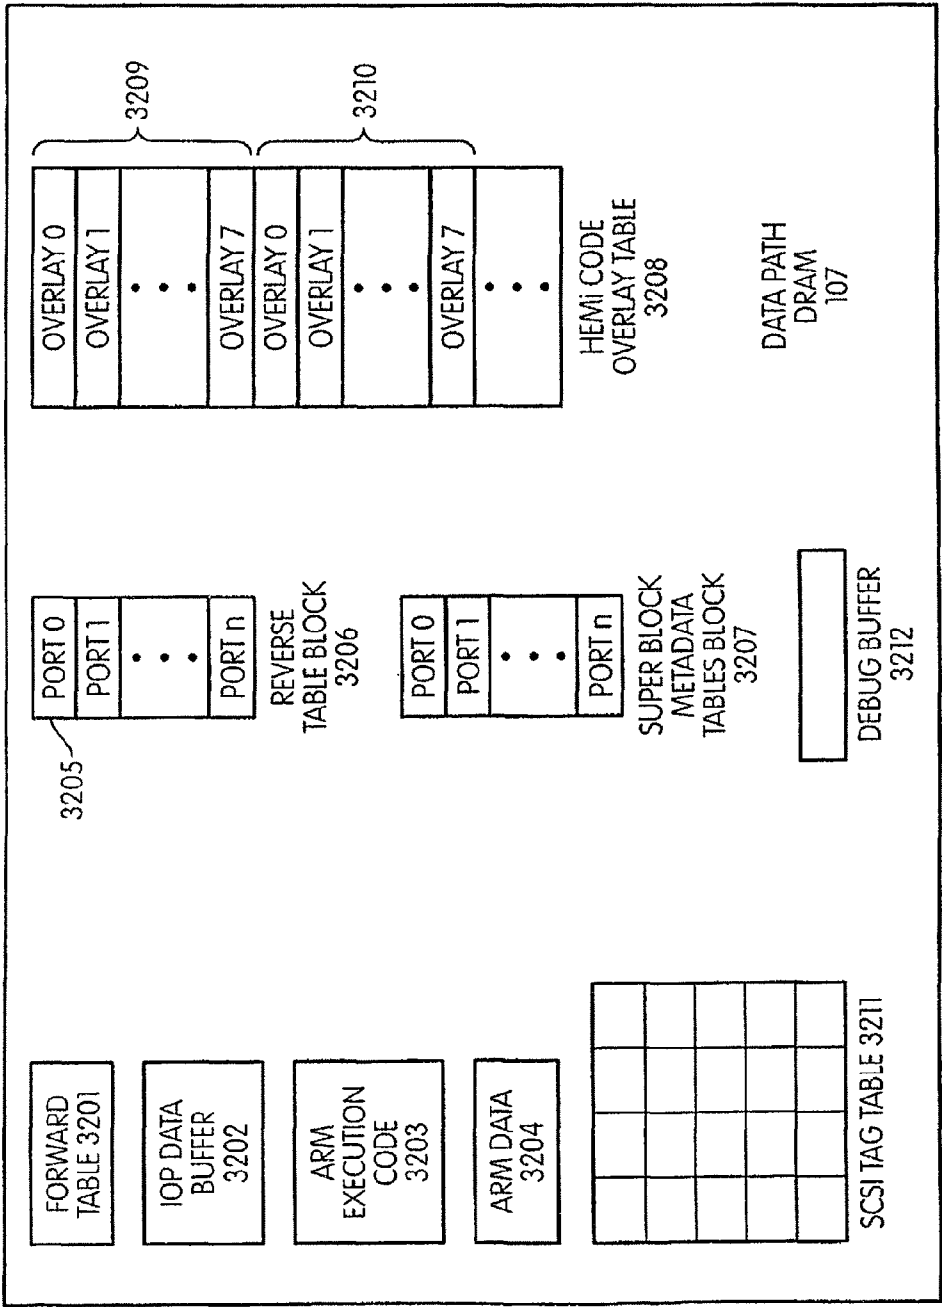 FORWARD
TABLE 3201
IOP DATA
BUFFER
3202
ARM
EXECUTION
CODE
3203
ARM DATA
3204
SCSI TAG TABLE 3211
3205
PORT 0
PORT 1
PORT n
REVERSE
TABLE BLOCK
3206
PORT 0
PORT 1
PORT n
SUPER BLOCK
METADATA
TABLES BLOCK
3207
DEBUG BUFFER
3212
OVERLAY 0
OVERLAY 1
OVERLAY 7
OVERLAY 0
OVERLAY 1
OVERLAY 7
3209
3210
HEMi CODE
OVERLAY TABLE
3208
DATA PATH
DRAM
107